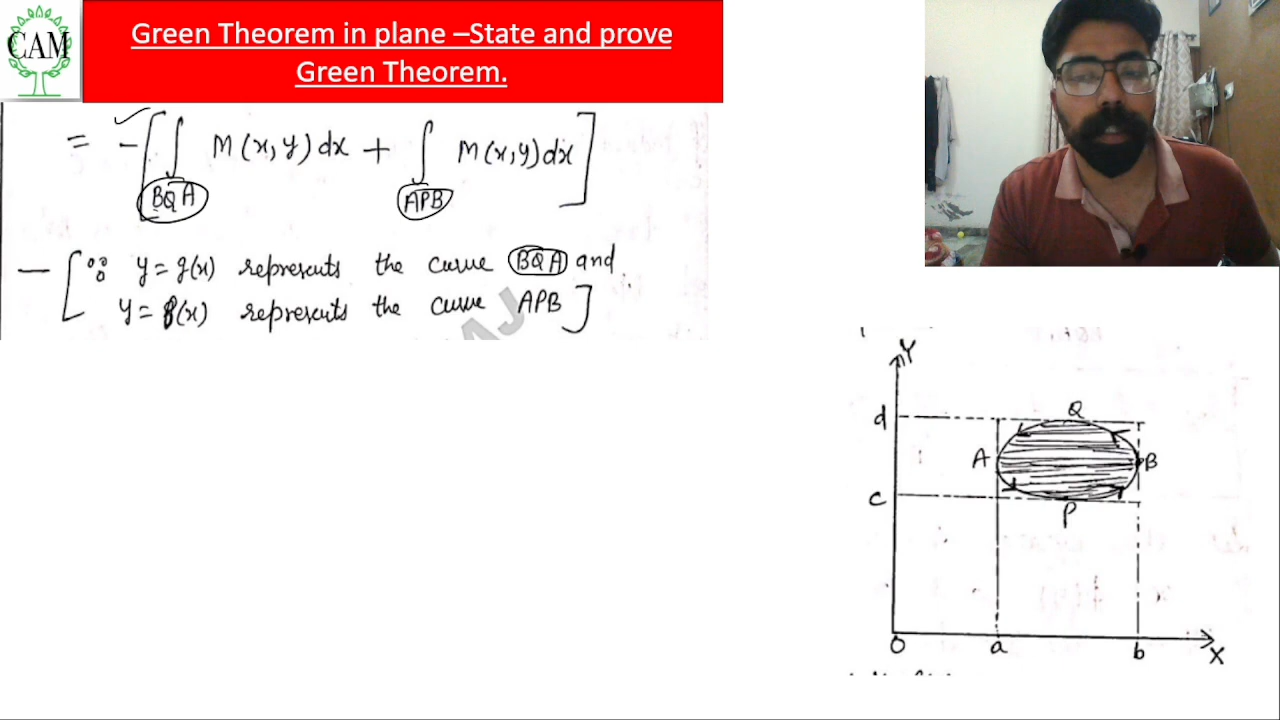 CAM
Green Theorem in plane –State and prove
Green Theorem.
= -[∫ M(x,y)dx + ∫ M(x,y)dx]
BQA APB
[∵ y = g(x) represents the curve BQA and
y = f(x) represents the curve APB]
Y
d
Q
A
B
c
P
O
a
b
X